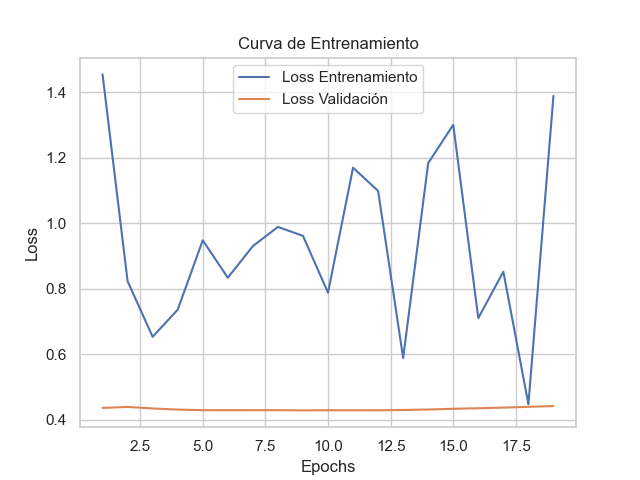 Curva de Entrenamiento
Loss Entrenamiento
Loss Validación
Loss
1.4
1.2
1.0
0.8
0.6
0.4
2.5
5.0
7.5
10.0
12.5
15.0
17.5
Epochs